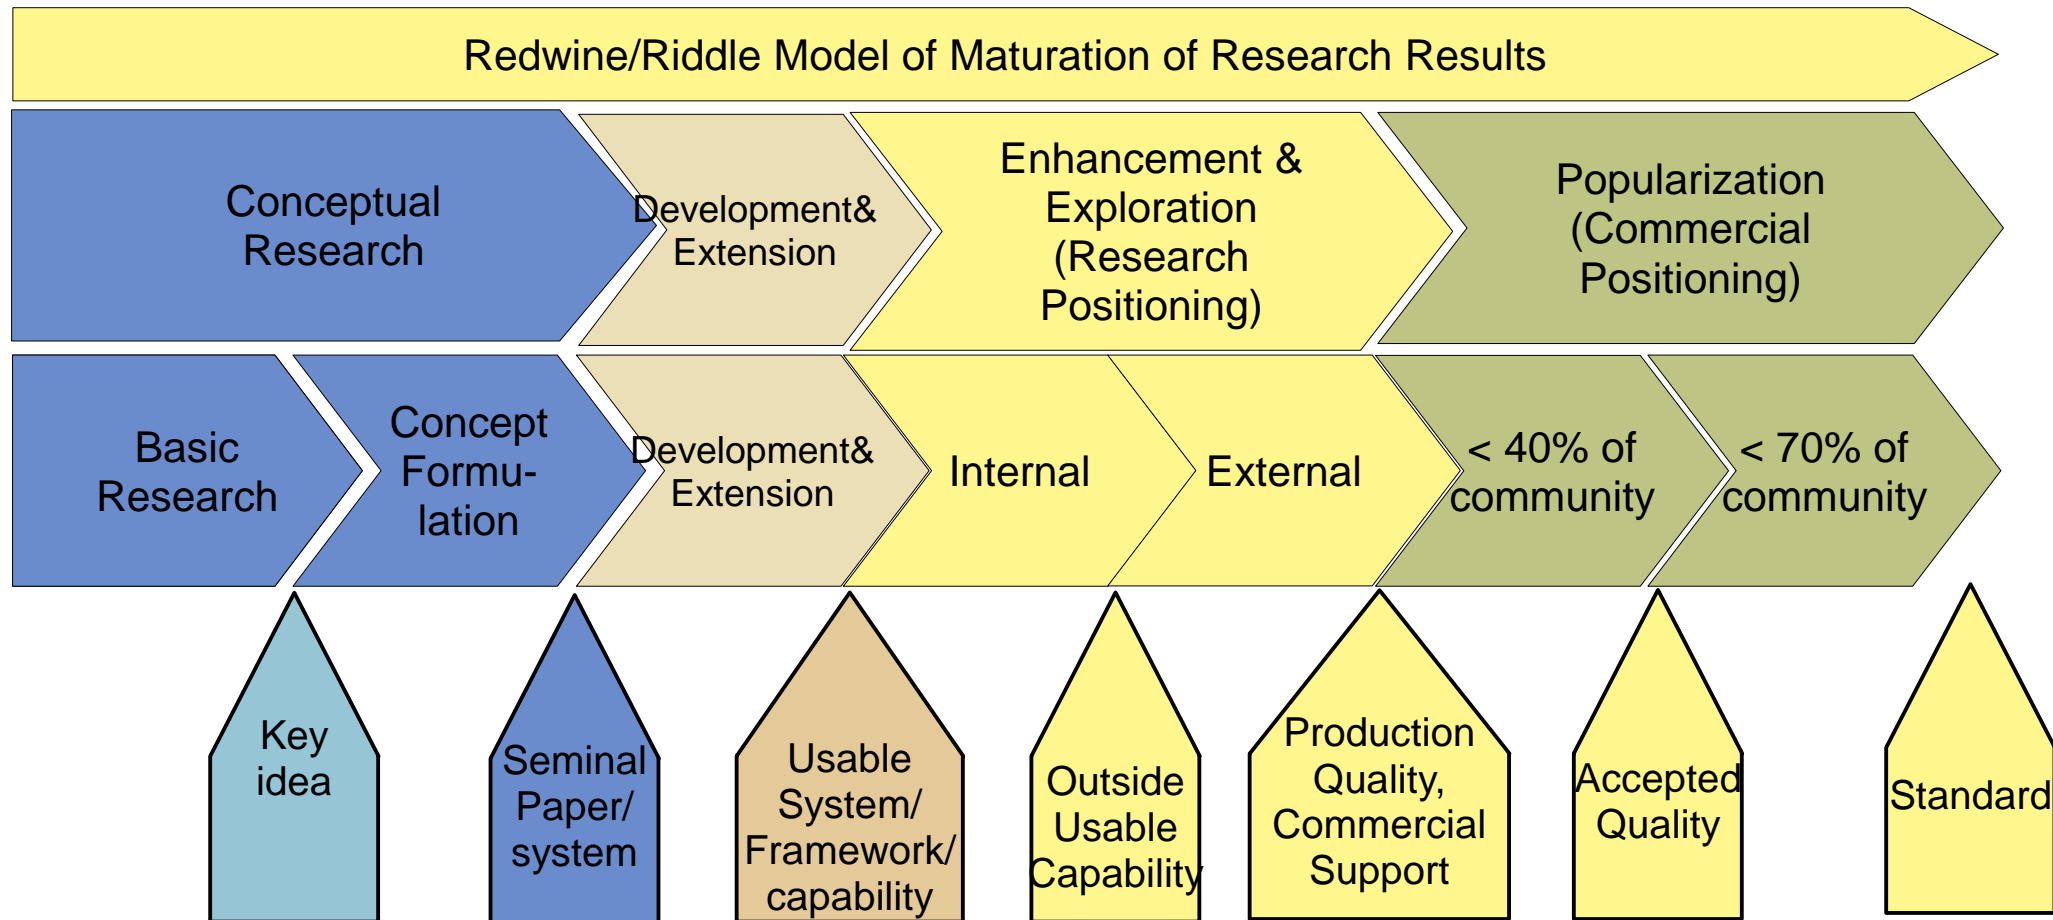 Redwine/Riddle Model of Maturation of Research Results
Conceptual
Research
Development&
Extension
Enhancement &
Exploration
(Research
Positioning)
Popularization
(Commercial
Positioning)
Basic
Research
Concept
Formu-
lation
Development&
Extension
Internal
External
< 40% of
community
< 70% of
community
Key
idea
Seminal
Paper/
system
Usable
System/
Framework/
capability
Outside
Usable
Capability
Production
Quality,
Commercial
Support
Accepted
Quality
Standard